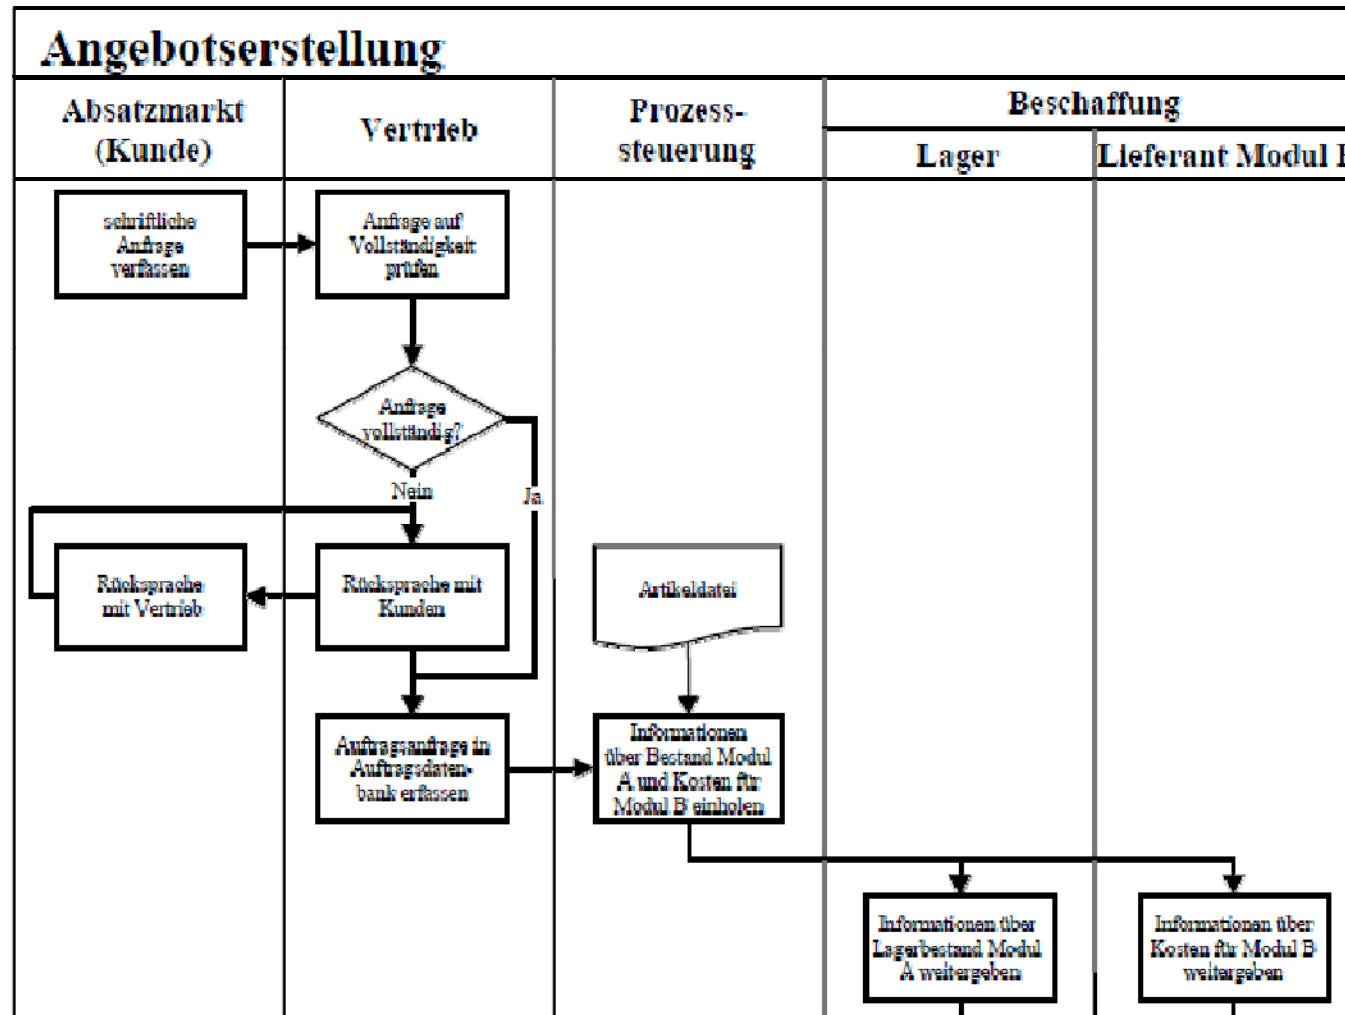 Angebotserstellung
Absatzmarkt
(Kunde)
Vertrieb
Prozess-
steuerung
Beschaffung
Lager
Lieferant Modul B
schriftliche
Anfrage
verfassen
Anfrage auf
Vollständigkeit
prüfen
Anfrage
vollständig?
Nein
Ja
Rücksprache
mit Vertrieb
Rücksprache mit
Kunden
Artikeldatei
Auftragsanfrage in
Auftragsdaten-
bank erfassen
Informationen
über Bestand Modul
A und Kosten für
Modul B einholen
Informationen über
Lagerbestand Modul
A weitergeben
Informationen über
Kosten für Modul B
weitergeben